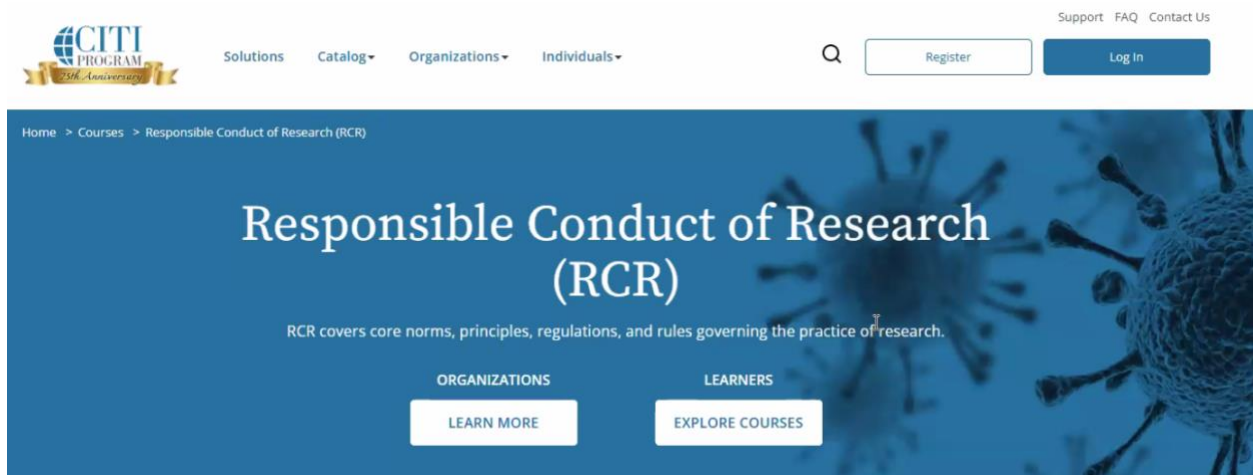 Support FAQ Contact Us
CITI
PROGRAM
25th Anniversary
Solutions Catalog Organizations Individuals Register Log In
Home > Courses > Responsible Conduct of Research (RCR)
Responsible Conduct of Research
(RCR)
RCR covers core norms, principles, regulations, and rules governing the practice of research.
ORGANIZATIONS LEARNERS
LEARN MORE EXPLORE COURSES